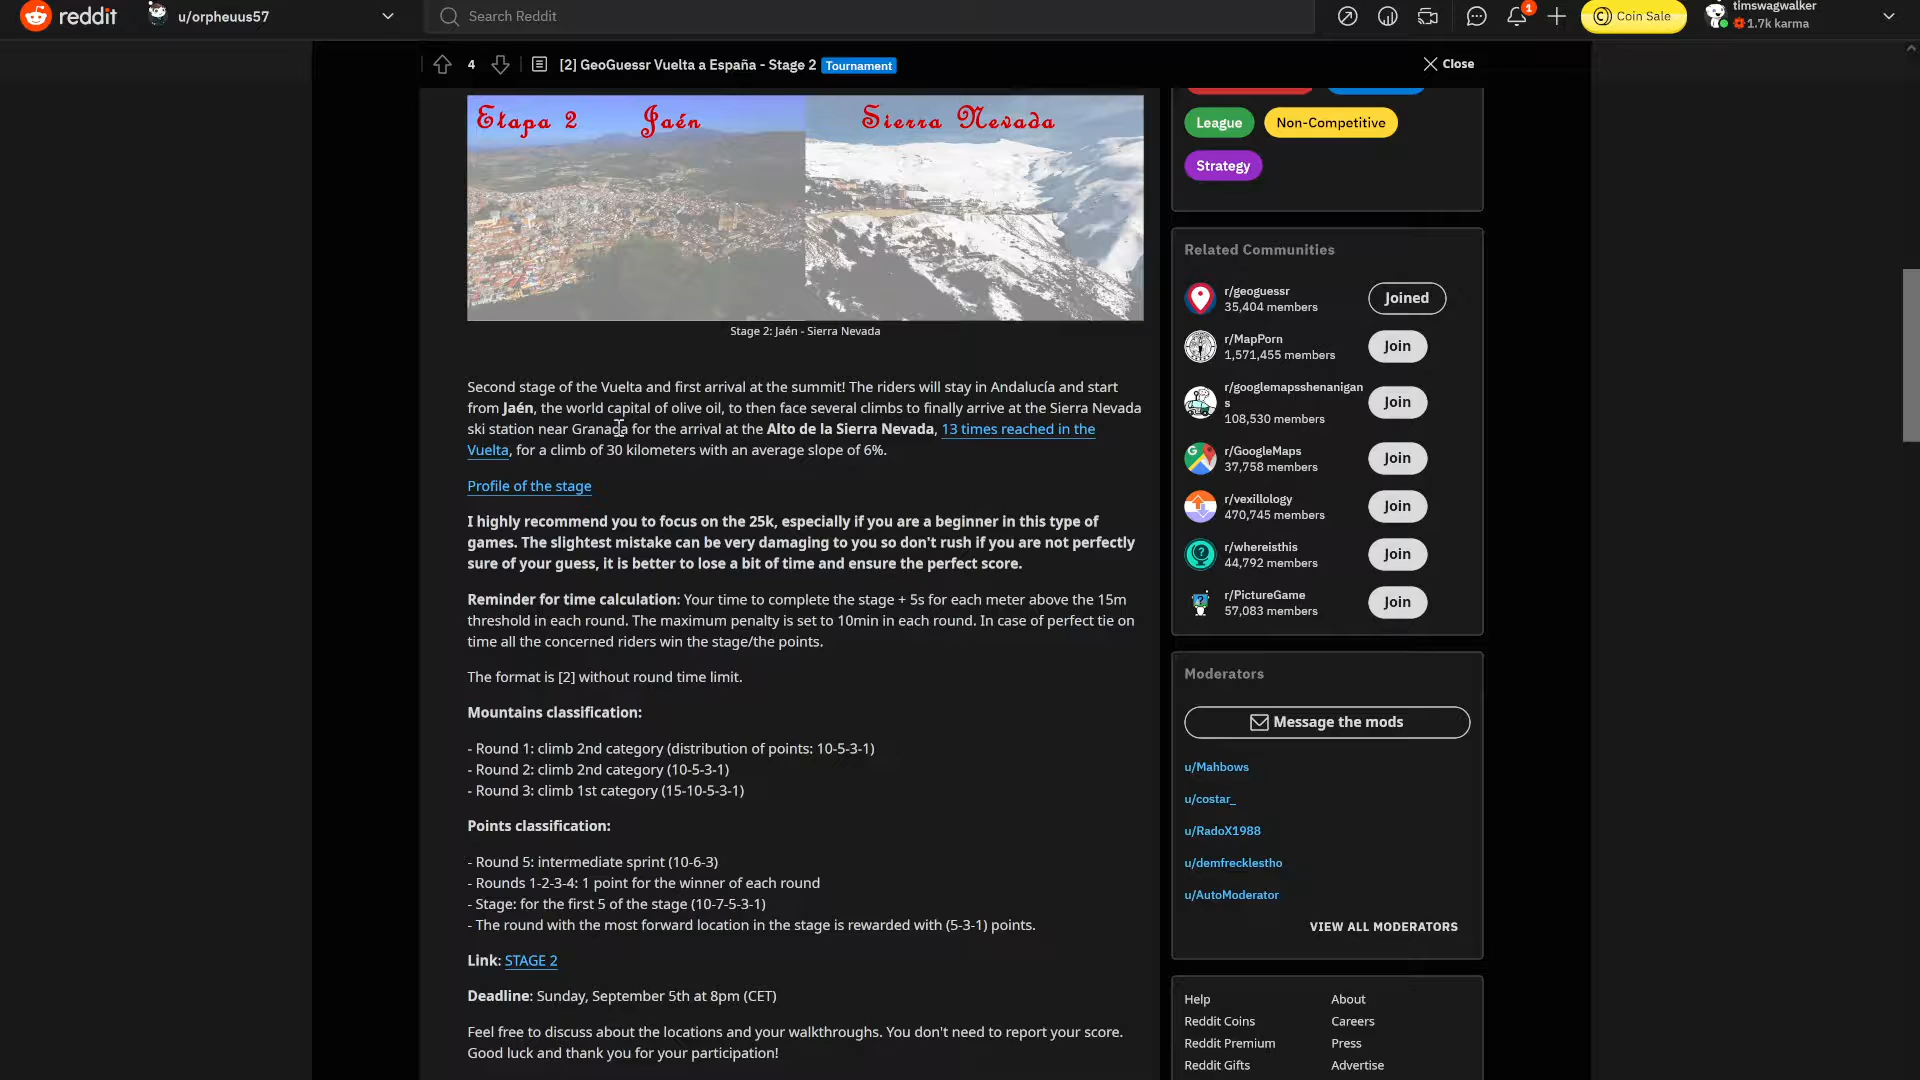 reddit
u/orpheuus57
Search Reddit
1
Coin Sale
timswagwalker
1.7k karma
4
[2] GeoGuessr Vuelta a España - Stage 2 Tournament
Close
Etapa 2 Jaén Sierra Nevada
Stage 2: Jaén - Sierra Nevada
Second stage of the Vuelta and first arrival at the summit! The riders will stay in Andalucía and start
from Jaén, the world capital of olive oil, to then face several climbs to finally arrive at the Sierra Nevada
ski station near Granada for the arrival at the Alto de la Sierra Nevada, 13 times reached in the
Vuelta, for a climb of 30 kilometers with an average slope of 6%.
Profile of the stage
I highly recommend you to focus on the 25k, especially if you are a beginner in this type of
games. The slightest mistake can be very damaging to you so don't rush if you are not perfectly
sure of your guess, it is better to lose a bit of time and ensure the perfect score.
Reminder for time calculation: Your time to complete the stage + 5s for each meter above the 15m
threshold in each round. The maximum penalty is set to 10min in each round. In case of perfect tie on
time all the concerned riders win the stage/the points.
The format is [2] without round time limit.
Mountains classification:
- Round 1: climb 2nd category (distribution of points: 10-5-3-1)
- Round 2: climb 2nd category (10-5-3-1)
- Round 3: climb 1st category (15-10-5-3-1)
Points classification:
- Round 5: intermediate sprint (10-6-3)
- Rounds 1-2-3-4: 1 point for the winner of each round
- Stage: for the first 5 of the stage (10-7-5-3-1)
- The round with the most forward location in the stage is rewarded with (5-3-1) points.
Link: STAGE 2
Deadline: Sunday, September 5th at 8pm (CET)
Feel free to discuss about the locations and your walkthroughs. You don't need to report your score.
Good luck and thank you for your participation!
League
Non-Competitive
Strategy
Related Communities
r/geoguessr
35,404 members
Joined
r/MapPorn
1,571,455 members
Join
r/googlemapsshenanigan
s
108,530 members
Join
r/GoogleMaps
37,758 members
Join
r/vexillology
470,745 members
Join
r/whereisthis
44,792 members
Join
r/PictureGame
57,083 members
Join
Moderators
Message the mods
u/Mahbows
u/costar_
u/RadoX1988
u/demfrecklestho
u/AutoModerator
VIEW ALL MODERATORS
Help
About
Reddit Coins
Careers
Reddit Premium
Press
Reddit Gifts
Advertise